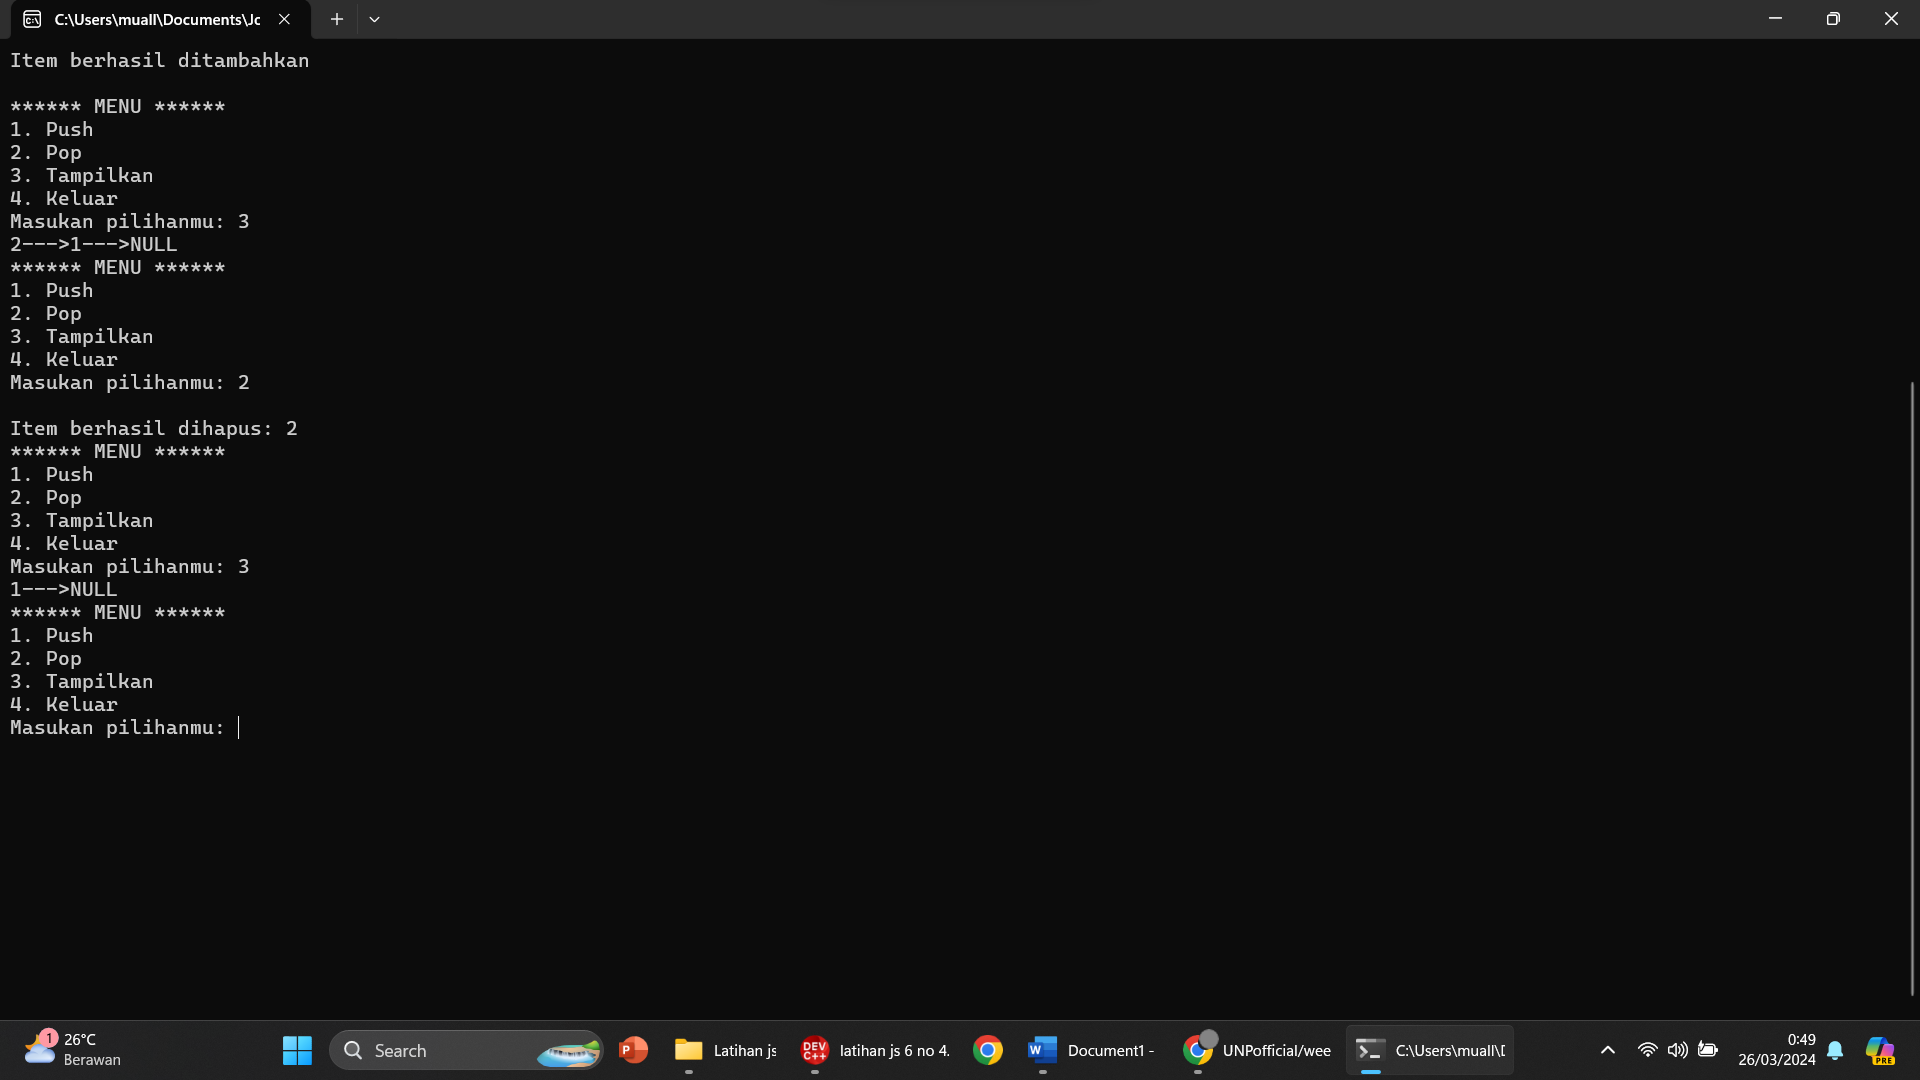 C:\Users\muall\Documents\Jc
Item berhasil ditambahkan
****** MENU ******
1. Push
2. Pop
3. Tampilkan
4. Keluar
Masukan pilihanmu: 3
2--->1--->NULL
****** MENU ******
1. Push
2. Pop
3. Tampilkan
4. Keluar
Masukan pilihanmu: 2
Item berhasil dihapus: 2
****** MENU ******
1. Push
2. Pop
3. Tampilkan
4. Keluar
Masukan pilihanmu: 3
1--->NULL
****** MENU ******
1. Push
2. Pop
3. Tampilkan
4. Keluar
Masukan pilihanmu:
1
26°C
Berawan
Search
P
Latihan js
DEV C++
latihan js 6 no 4.
W
Document1 -
UNPofficial/wee
C:\Users\muall\D
0:49
26/03/2024
PRE